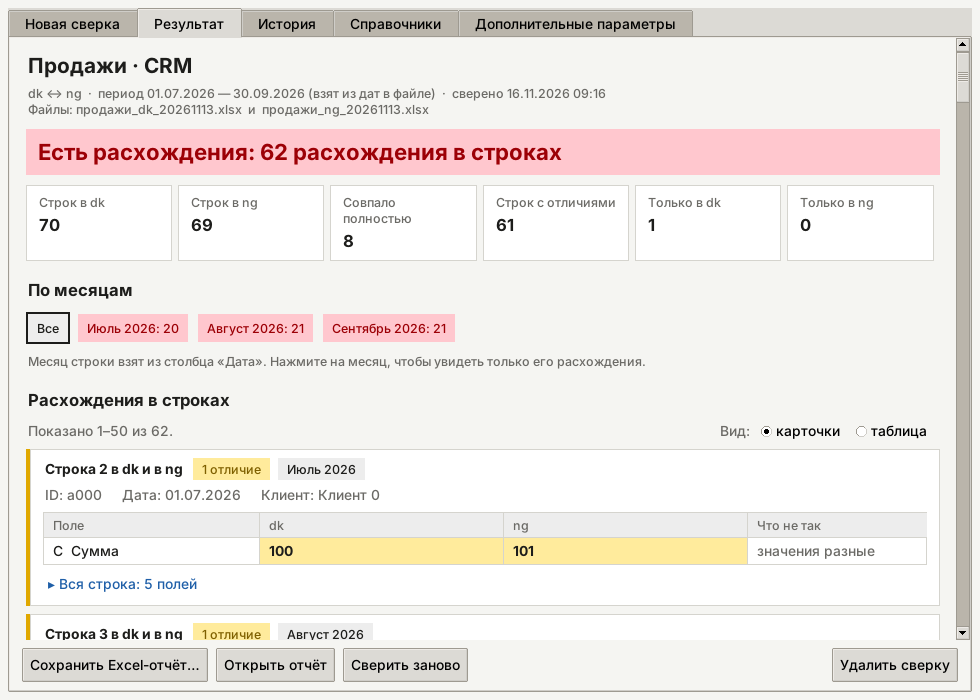 Новая сверка Результат История Справочники Дополнительные параметры
Продажи · CRM
dk ↔ ng · период 01.07.2026 — 30.09.2026 (взят из дат в файле) · сверено 16.11.2026 09:16
Файлы: продажи_dk_20261113.xlsx и продажи_ng_20261113.xlsx
Есть расхождения: 62 расхождения в строках
Строк в dk
70
Строк в ng
69
Совпало
полностью
8
Строк с отличиями
61
Только в dk
1
Только в ng
0
По месяцам
Все Июль 2026: 20 Август 2026: 21 Сентябрь 2026: 21
Месяц строки взят из столбца «Дата». Нажмите на месяц, чтобы увидеть только его расхождения.
Расхождения в строках
Показано 1–50 из 62. Вид: карточки таблица
Строка 2 в dk и в ng 1 отличие Июль 2026
ID: a000 Дата: 01.07.2026 Клиент: Клиент 0
Поле dk ng Что не так
C Сумма 100 101 значения разные
▸ Вся строка: 5 полей
Строка 3 в dk и в ng 1 отличие Август 2026
Сохранить Excel-отчёт… Открыть отчёт Сверить заново Удалить сверку